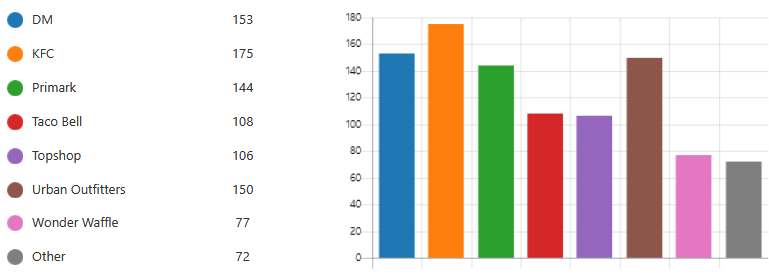 DM 153
KFC 175
Primark 144
Taco Bell 108
Topshop 106
Urban Outfitters 150
Wonder Waffle 77
Other 72
180
160
140
120
100
80
60
40
20
0